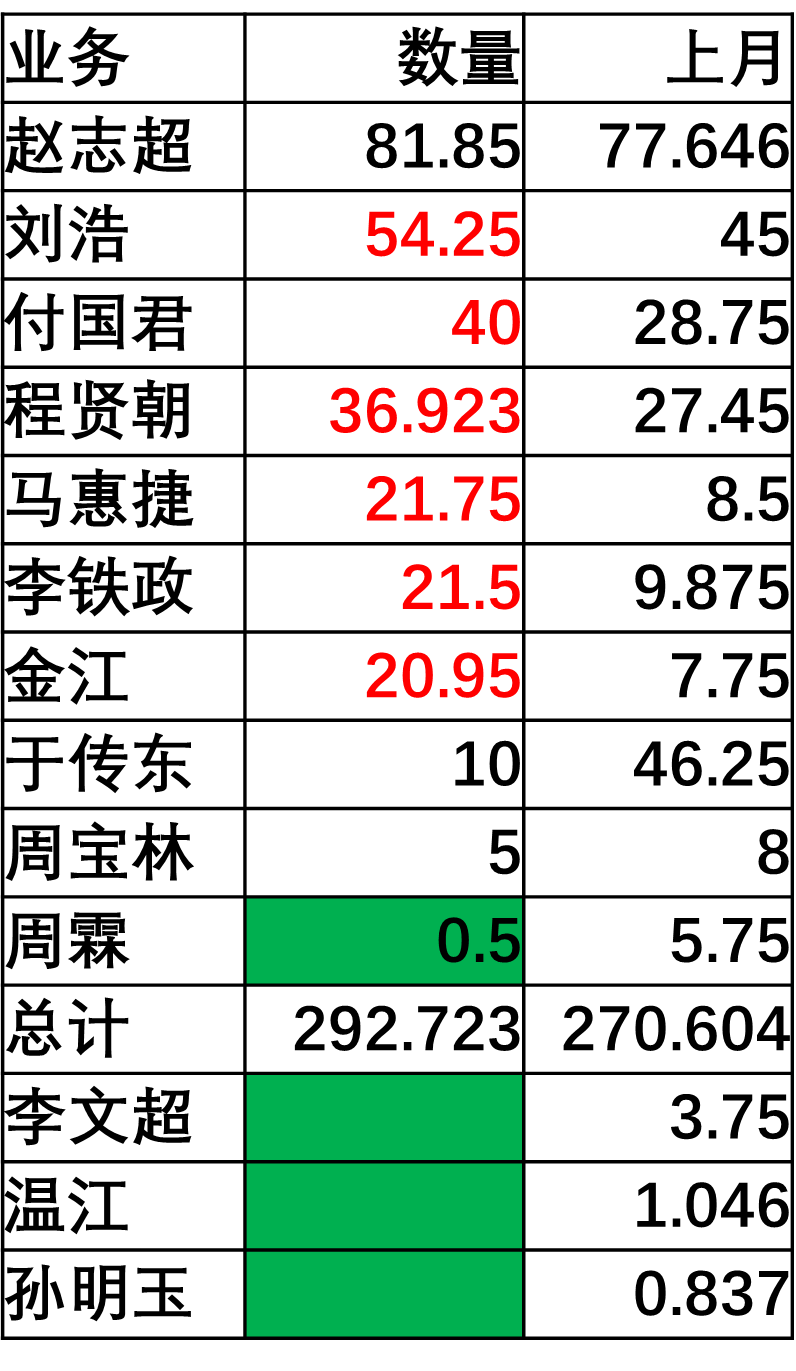 业务 数量 上月
赵志超 81.85 77.646
刘浩 54.25 45
付国君 40 28.75
程贤朝 36.923 27.45
马惠捷 21.75 8.5
李铁政 21.5 9.875
金江 20.95 7.75
于传东 10 46.25
周宝林 5 8
周霖 0.5 5.75
总计 292.723 270.604
李文超 3.75
温江 1.046
孙明玉 0.837